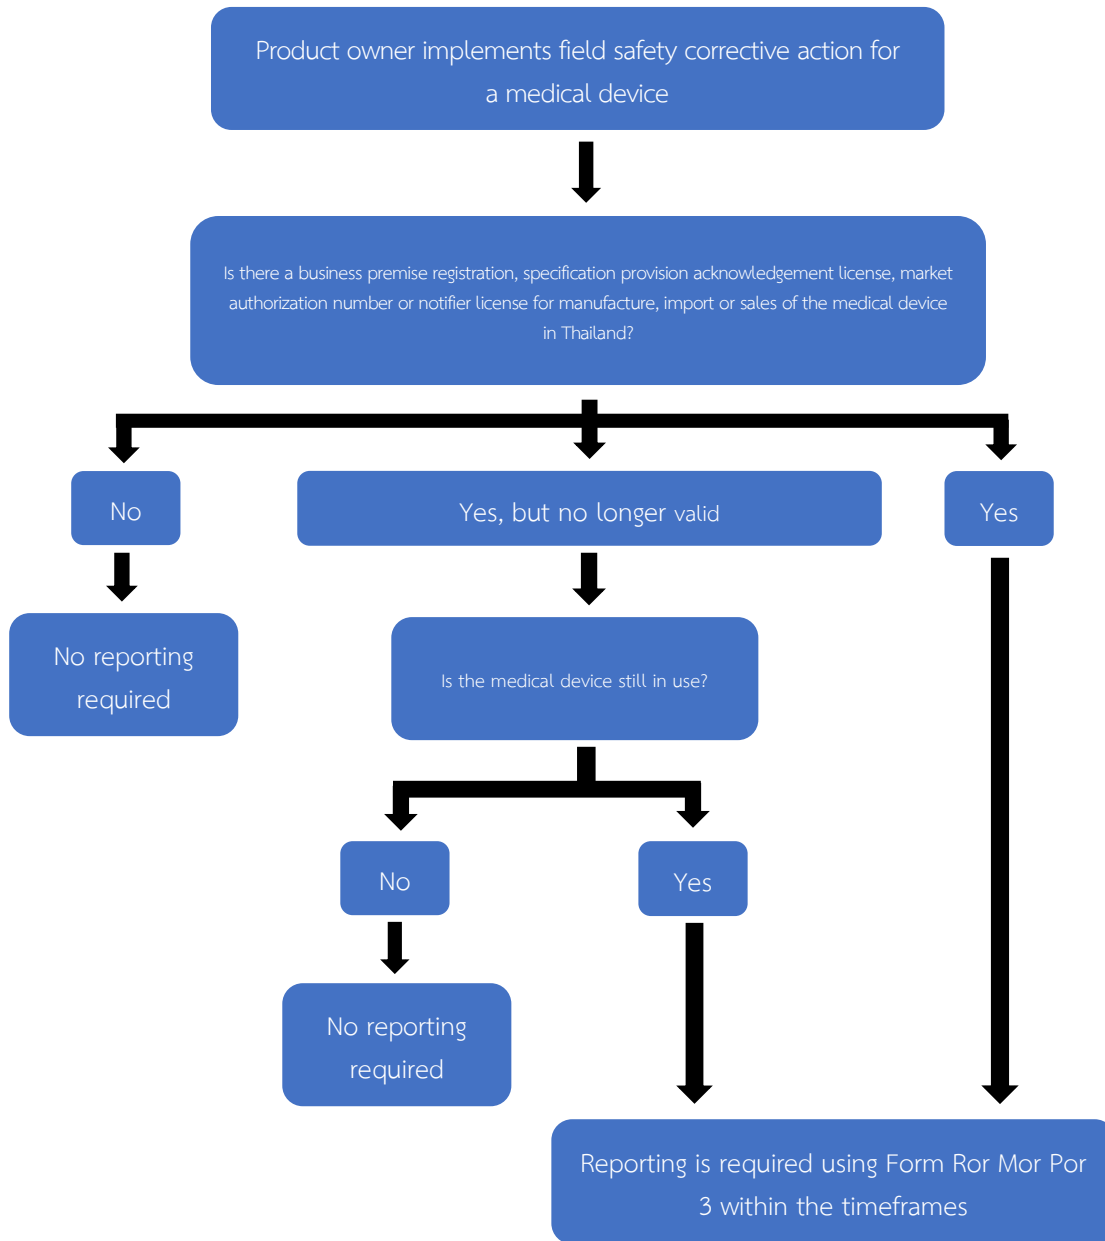 Product owner implements field safety corrective action for
a medical device
Is there a business premise registration, specification provision acknowledgement license, market
authorization number or notifier license for manufacture, import or sales of the medical device
in Thailand?
No
Yes, but no longer valid
Yes
No reporting
required
Is the medical device still in use?
No
Yes
No reporting
required
Reporting is required using Form Ror Mor Por
3 within the timeframes